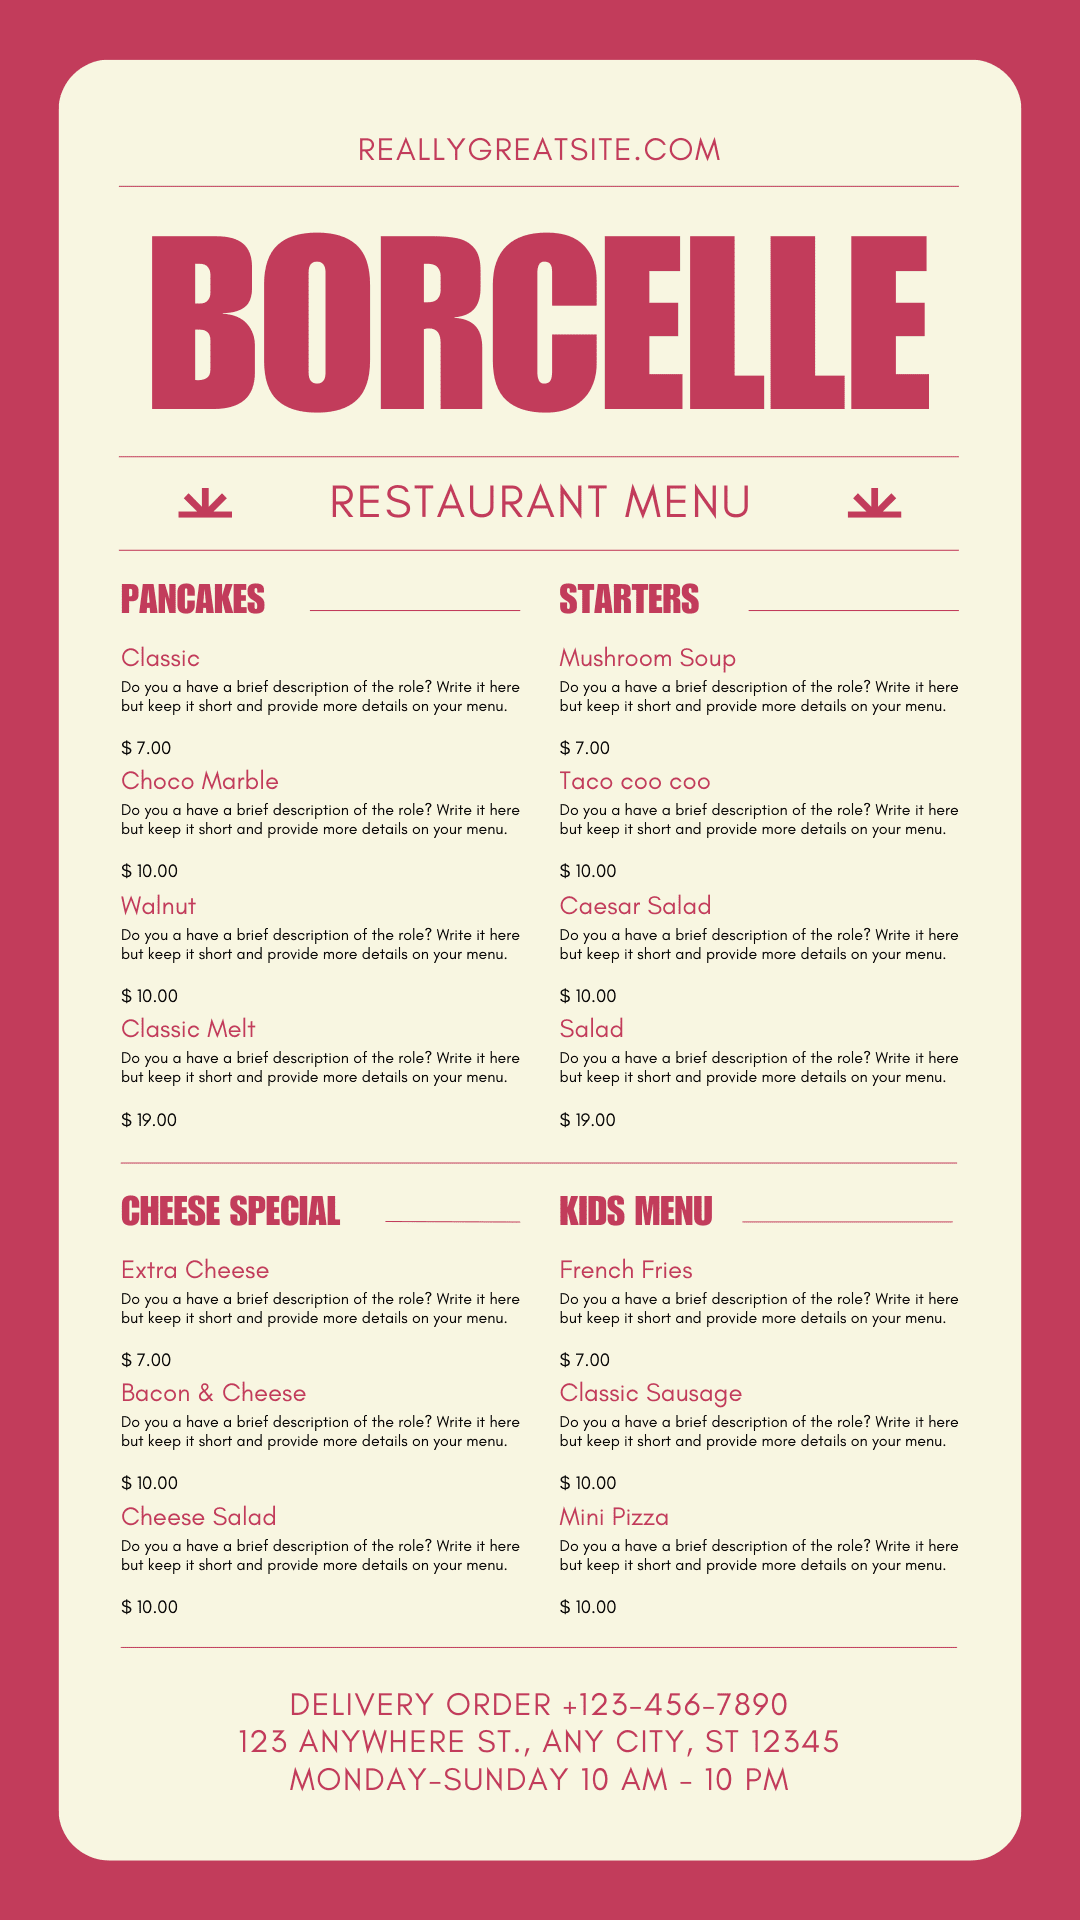 REALLYGREATSITE.COM
BORCELLE
RESTAURANT MENU
PANCAKES
Classic
Do you a have a brief description of the role? Write it here
but keep it short and provide more details on your menu.
$ 7.00
Choco Marble
Do you a have a brief description of the role? Write it here
but keep it short and provide more details on your menu.
$ 10.00
Walnut
Do you a have a brief description of the role? Write it here
but keep it short and provide more details on your menu.
$ 10.00
Classic Melt
Do you a have a brief description of the role? Write it here
but keep it short and provide more details on your menu.
$ 19.00
STARTERS
Mushroom Soup
Do you a have a brief description of the role? Write it here
but keep it short and provide more details on your menu.
$ 7.00
Taco coo coo
Do you a have a brief description of the role? Write it here
but keep it short and provide more details on your menu.
$ 10.00
Caesar Salad
Do you a have a brief description of the role? Write it here
but keep it short and provide more details on your menu.
$ 10.00
Salad
Do you a have a brief description of the role? Write it here
but keep it short and provide more details on your menu.
$ 19.00
CHEESE SPECIAL
Extra Cheese
Do you a have a brief description of the role? Write it here
but keep it short and provide more details on your menu.
$ 7.00
Bacon & Cheese
Do you a have a brief description of the role? Write it here
but keep it short and provide more details on your menu.
$ 10.00
Cheese Salad
Do you a have a brief description of the role? Write it here
but keep it short and provide more details on your menu.
$ 10.00
KIDS MENU
French Fries
Do you a have a brief description of the role? Write it here
but keep it short and provide more details on your menu.
$ 7.00
Classic Sausage
Do you a have a brief description of the role? Write it here
but keep it short and provide more details on your menu.
$ 10.00
Mini Pizza
Do you a have a brief description of the role? Write it here
but keep it short and provide more details on your menu.
$ 10.00
DELIVERY ORDER +123-456-7890
123 ANYWHERE ST., ANY CITY, ST 12345
MONDAY-SUNDAY 10 AM - 10 PM